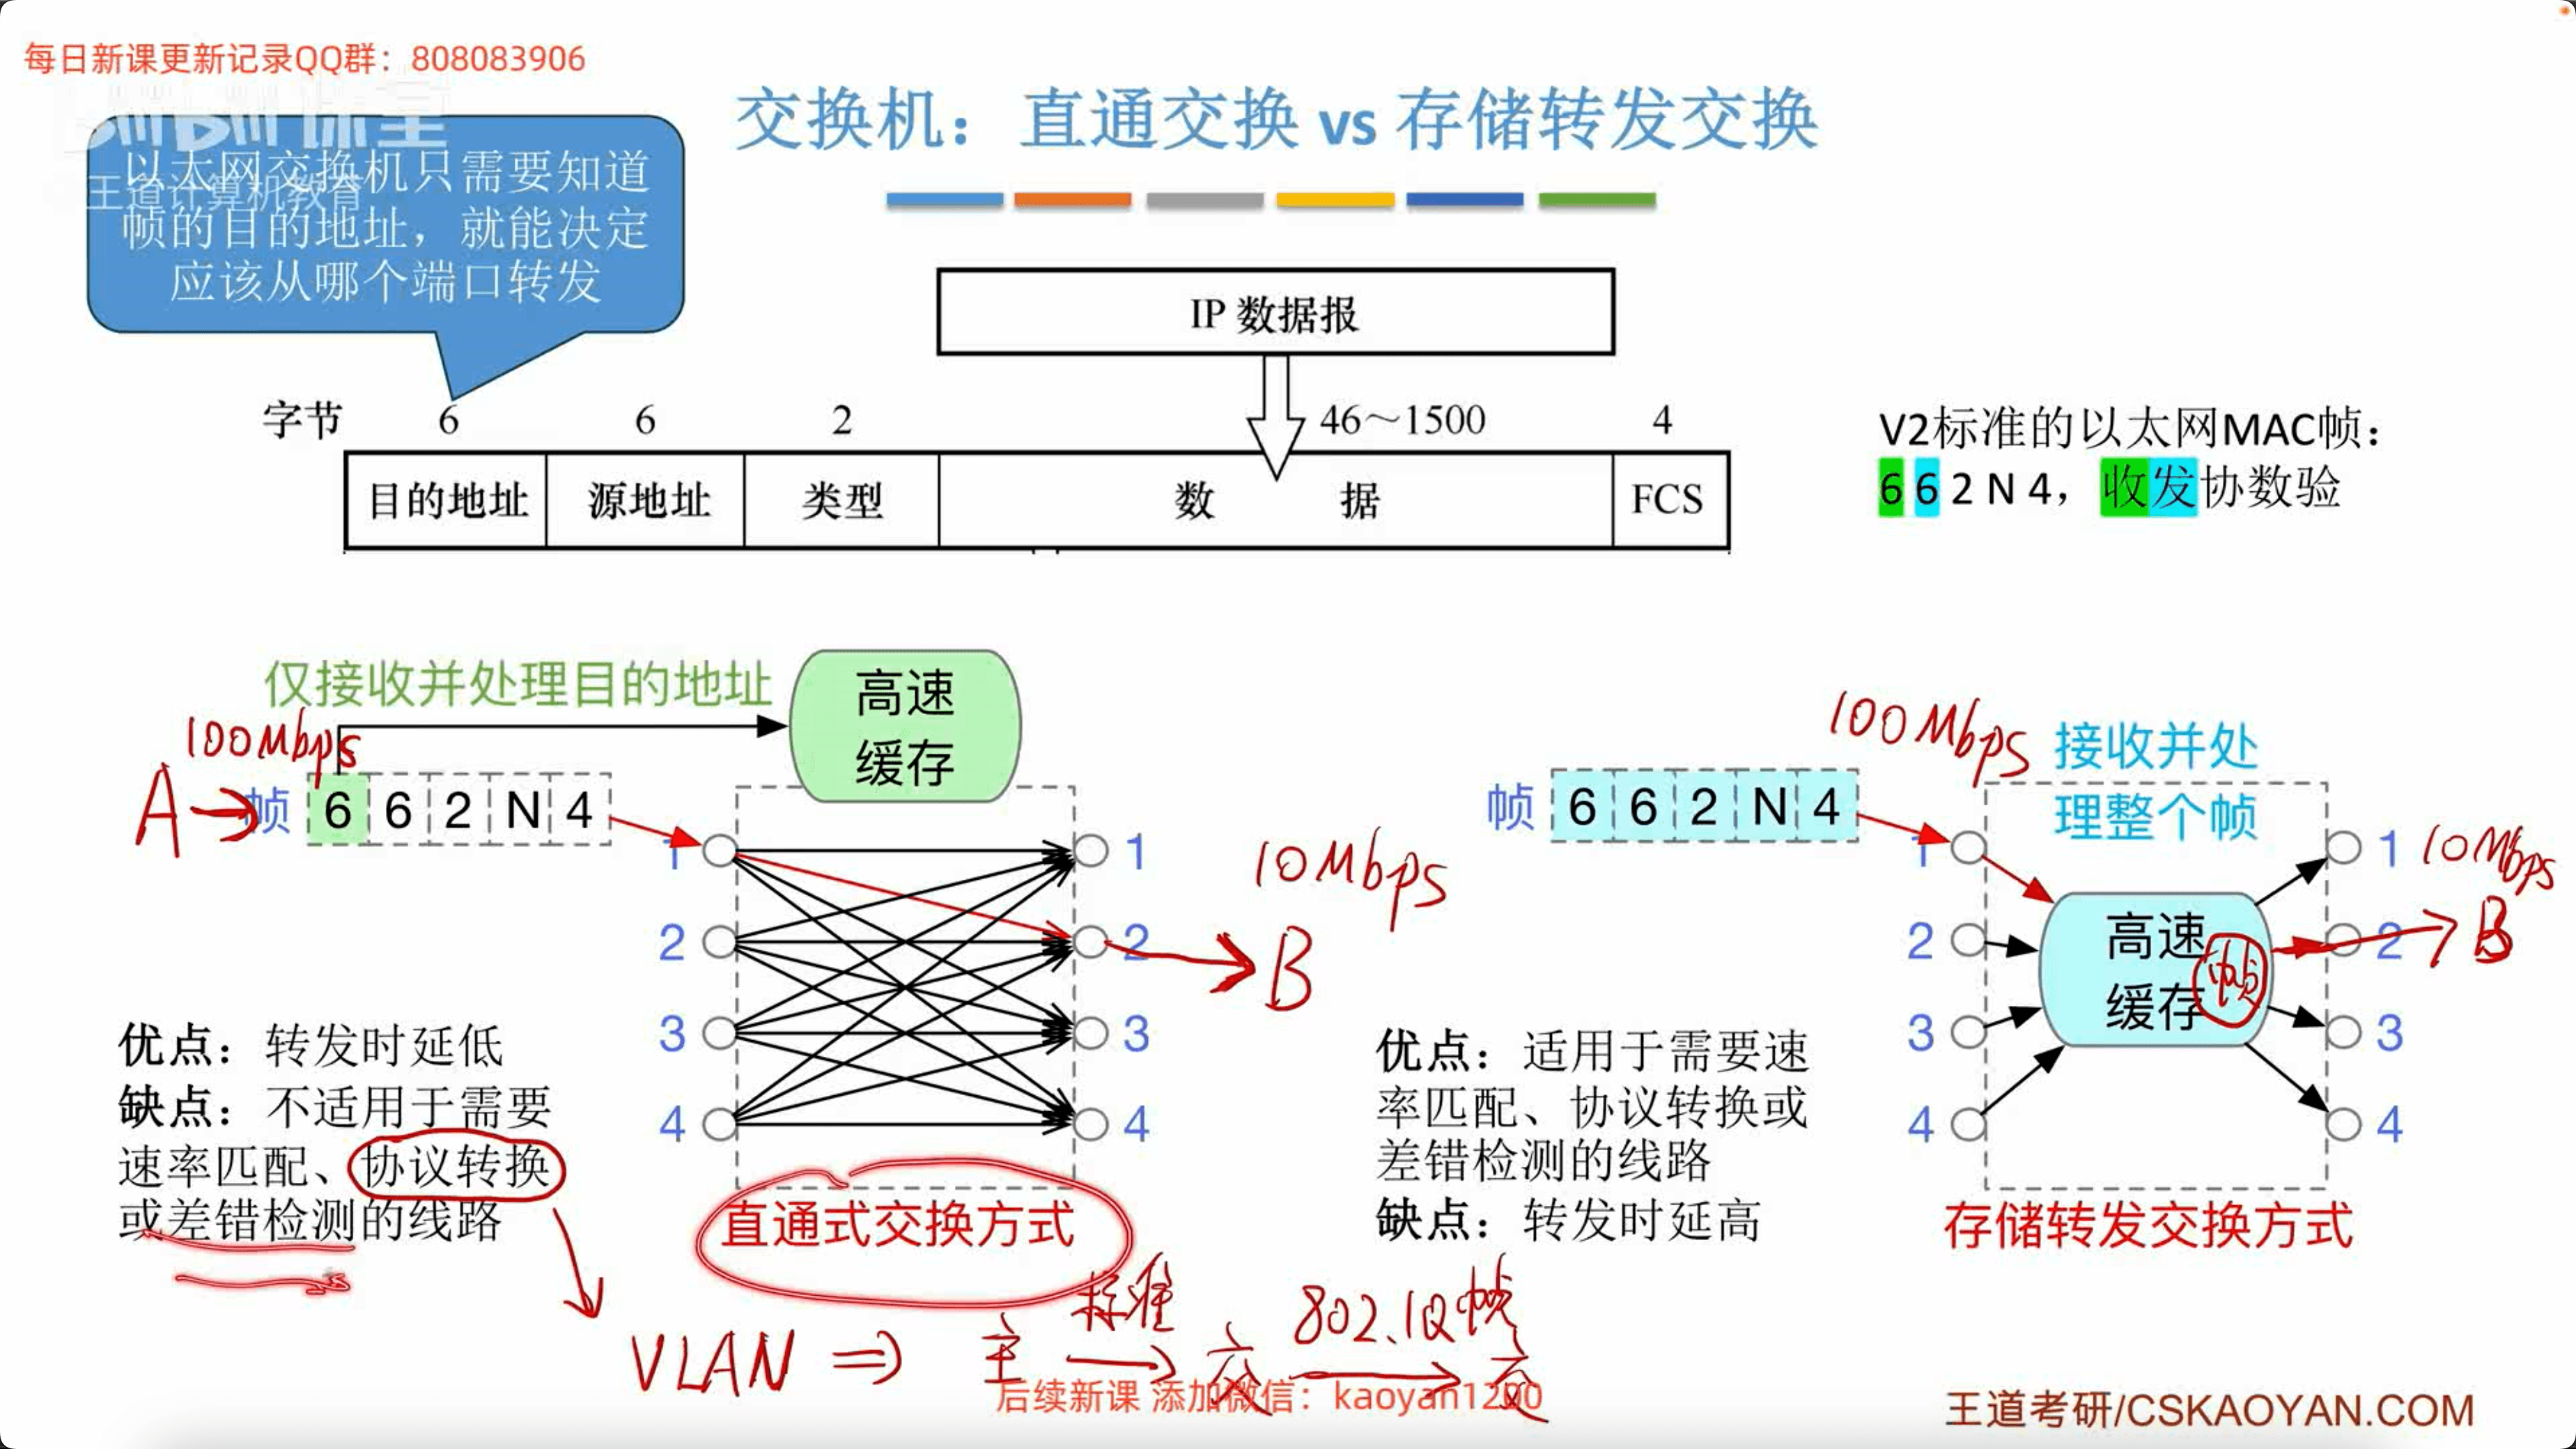 每日新课更新记录QQ群：808083906
交换机：直通交换 vs 存储转发交换
王道计算机教育
以太网交换机只需要知道
帧的目的地址，就能决定
应该从哪个端口转发
IP 数据报
字节 6 6 2 46～1500 4
目的地址 源地址 类型 数 据 FCS
V2标准的以太网MAC帧：
6 6 2 N 4，收发协数验
仅接收并处理目的地址
高速
缓存
100Mbps
A
帧 6 6 2 N 4
1 1
2 2
3 3
4 4
10Mbps
B
优点：转发时延低
缺点：不适用于需要
速率匹配、协议转换
或差错检测的线路
直通式交换方式
100Mbps
接收并处
理整个帧
帧 6 6 2 N 4
高速
缓存
帧
1 1
2 2
3 3
4 4
10Mbps
B
优点：适用于需要速
率匹配、协议转换或
差错检测的线路
缺点：转发时延高
存储转发交换方式
标准 802.1Q帧
VLAN ⇒ 主 → 交 → 交
后续新课 添加微信：kaoyan1200
王道考研/CSKAOYAN.COM